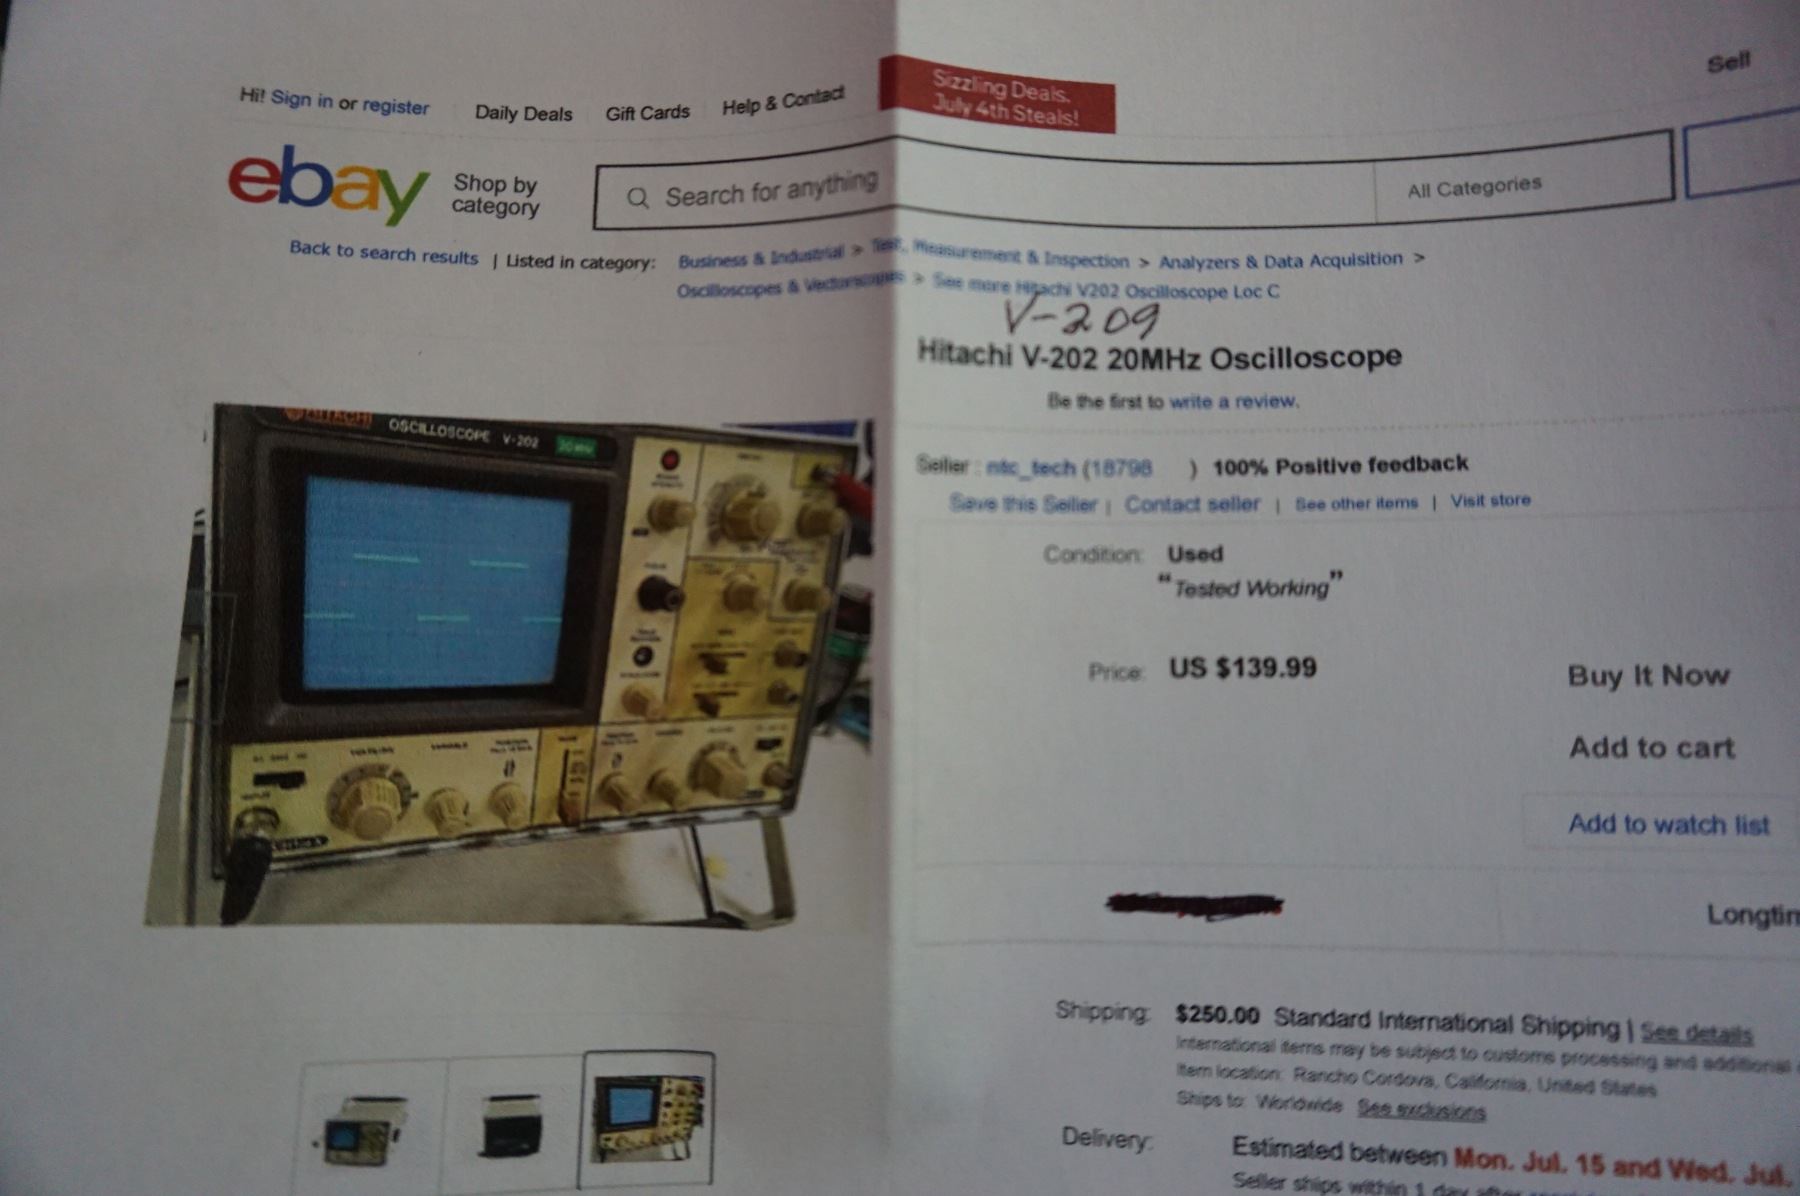 Sell
Sizzling Deals.
July 4th Steals!
Hi! Sign in or register Daily Deals Gift Cards Help & Contact
ebay Shop by category
Search for anything All Categories
Back to search results | Listed in category: Business & Industrial > Test, Measurement & Inspection > Analyzers & Data Acquisition >
Oscilloscopes & Vectorscopes > See more Hitachi V202 Oscilloscope Loc C
V-209
Hitachi V-202 20MHz Oscilloscope
Be the first to write a review.
HITACHI OSCILLOSCOPE V-202 20MHz
Seller: ntc_tech (18798 ) 100% Positive feedback
Save this Seller | Contact seller | See other items | Visit store
Condition: Used
“Tested Working”
Price: US $139.99
Buy It Now
Add to cart
Add to watch list
Longtim
Shipping: $250.00 Standard International Shipping | See details
International items may be subject to customs processing and additional
Item location: Rancho Cordova, California, United States
Ships to: Worldwide See exclusions
Delivery: Estimated between Mon. Jul. 15 and Wed. Jul.
Seller ships within 1 day after